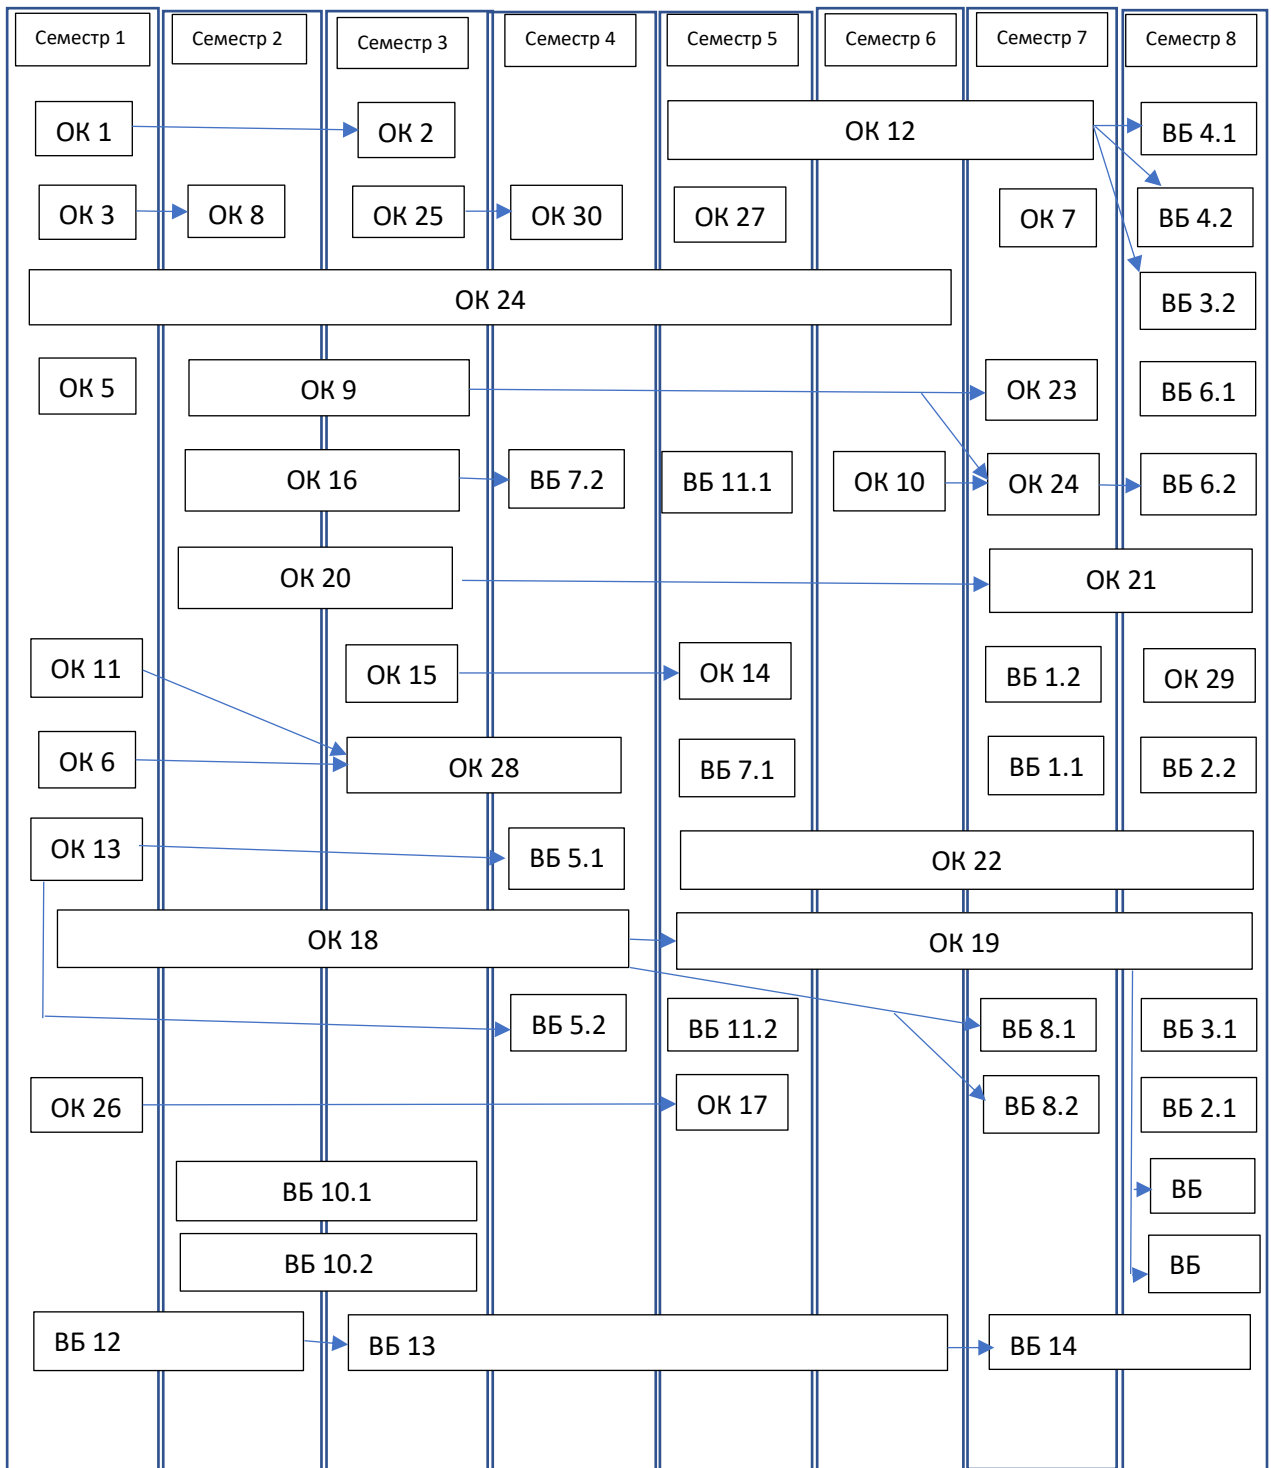 Семестр 1
Семестр 2
Семестр 3
Семестр 4
Семестр 5
Семестр 6
Семестр 7
Семестр 8
ОК 1
ОК 2
ОК 12
ВБ 4.1
ОК 3
ОК 8
ОК 25
ОК 30
ОК 27
ОК 7
ВБ 4.2
ОК 24
ВБ 3.2
ОК 5
ОК 9
ОК 23
ВБ 6.1
ОК 16
ВБ 7.2
ВБ 11.1
ОК 10
ОК 24
ВБ 6.2
ОК 20
ОК 21
ОК 11
ОК 15
ОК 14
ВБ 1.2
ОК 29
ОК 6
ОК 28
ВБ 7.1
ВБ 1.1
ВБ 2.2
ОК 13
ВБ 5.1
ОК 22
ОК 18
ОК 19
ВБ 5.2
ВБ 11.2
ВБ 8.1
ВБ 3.1
ОК 26
ОК 17
ВБ 8.2
ВБ 2.1
ВБ 10.1
ВБ
ВБ 10.2
ВБ
ВБ 12
ВБ 13
ВБ 14